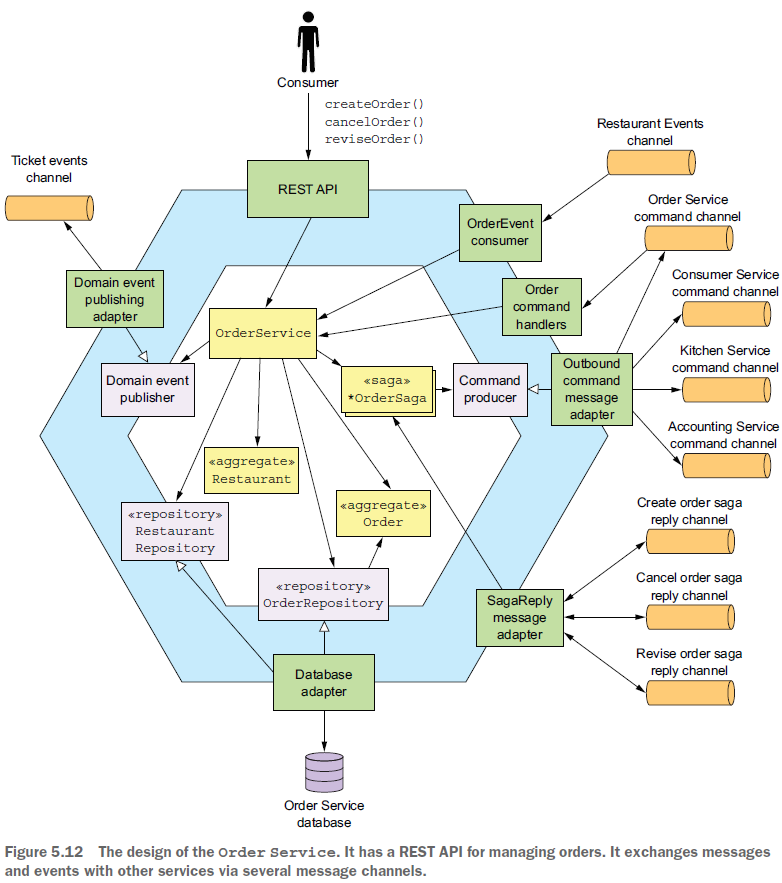 Consumer
createOrder()
cancelOrder()
reviseOrder()
Restaurant Events
channel
Ticket events
channel
REST API
Order Service
command channel
OrderEvent
consumer
Consumer Service
command channel
Domain event
publishing
adapter
Order
command
handlers
OrderService
Kitchen Service
command channel
Domain event
publisher
«saga»
*OrderSaga
Command
producer
Outbound
command
message
adapter
Accounting Service
command channel
«aggregate»
Restaurant
«aggregate»
Order
«repository»
Restaurant
Repository
Create order saga
reply channel
«repository»
OrderRepository
SagaReply
message
adapter
Cancel order saga
reply channel
Revise order saga
reply channel
Database
adapter
Order Service
database
Figure 5.12 The design of the Order Service. It has a REST API for managing orders. It exchanges messages
and events with other services via several message channels.